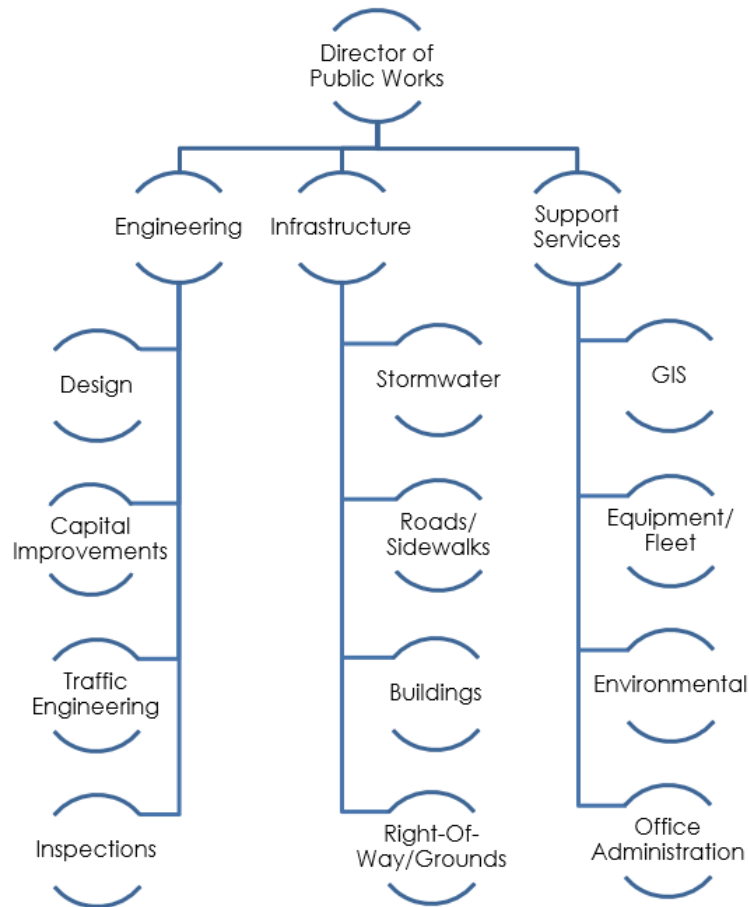 Director of
Public Works
Engineering
Infrastructure
Support
Services
Design
Stormwater
GIS
Capital
Improvements
Roads/
Sidewalks
Equipment/
Fleet
Traffic
Engineering
Buildings
Environmental
Inspections
Right-Of-
Way/Grounds
Office
Administration